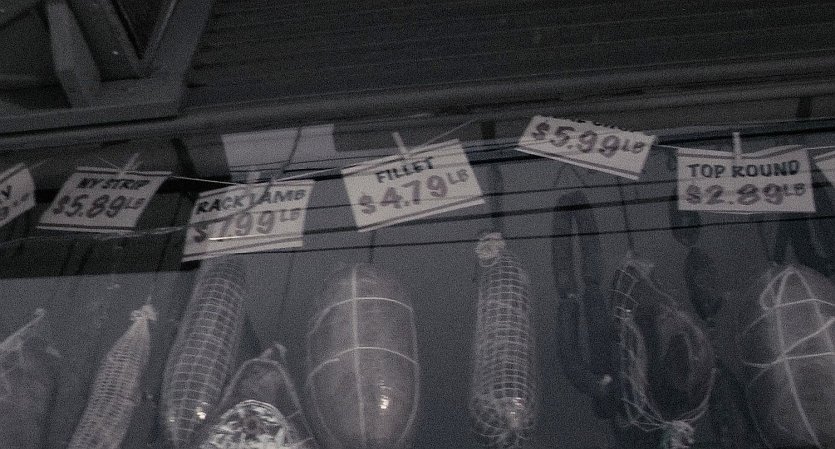 NY STRIP
$5.89 LB
RACK LAMB
$7.99 LB
FILLET
$4.79 LB
$5.99 LB
TOP ROUND
$2.89 LB